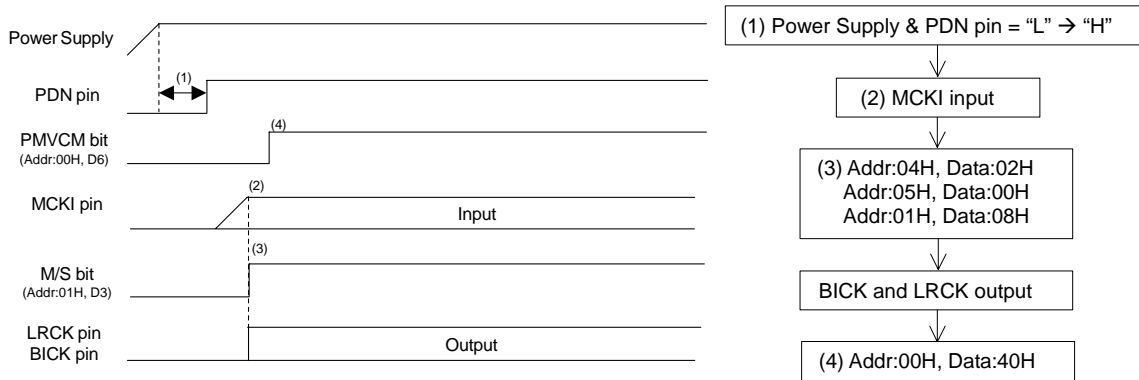 Power Supply
(1)
PDN pin
PMVCM bit
(Addr:00H, D6)
(4)
MCKI pin
(2)
Input
M/S bit
(Addr:01H, D3)
(3)
LRCK pin
BICK pin
Output
(1) Power Supply & PDN pin = “L” → “H”
(2) MCKI input
(3) Addr:04H, Data:02H
Addr:05H, Data:00H
Addr:01H, Data:08H
BICK and LRCK output
(4) Addr:00H, Data:40H